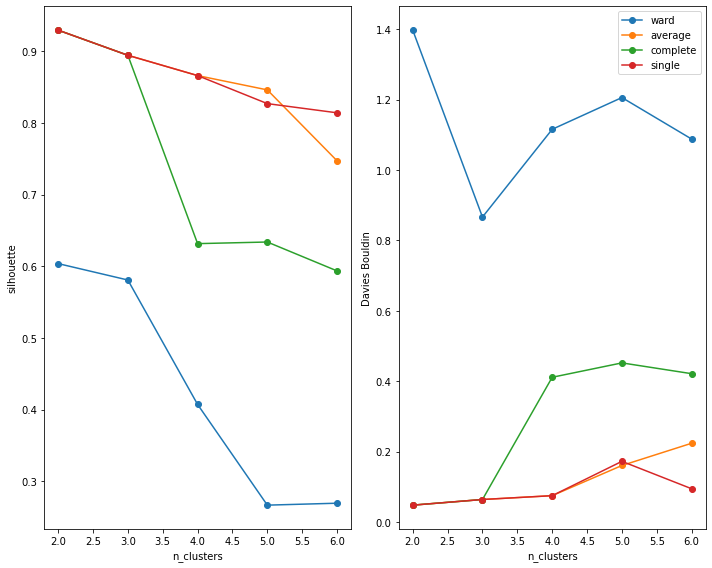 0.9
0.8
0.7
0.6
0.5
0.4
0.3
silhouette
2.0 2.5 3.0 3.5 4.0 4.5 5.0 5.5 6.0
n_clusters
1.4
1.2
1.0
0.8
0.6
0.4
0.2
0.0
Davies Bouldin
2.0 2.5 3.0 3.5 4.0 4.5 5.0 5.5 6.0
n_clusters
ward
average
complete
single